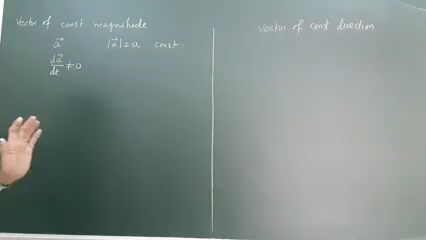 Vector of const magnitude
a⃗ |a⃗| = a const
da⃗/dt ≠ 0
Vector of const direction